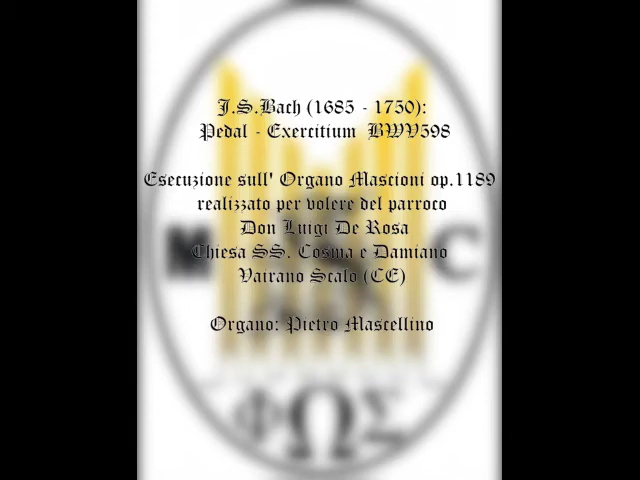 J.S.Bach (1685 - 1750):
Pedal - Exercitium BWV598
Esecuzione sull' Organo Mascioni op.1189
realizzato per volere del parroco
Don Luigi De Rosa
Chiesa SS. Cosma e Damiano
Vairano Scalo (CE)
Organo: Pietro Mascellino
M C
ΦΩΣ